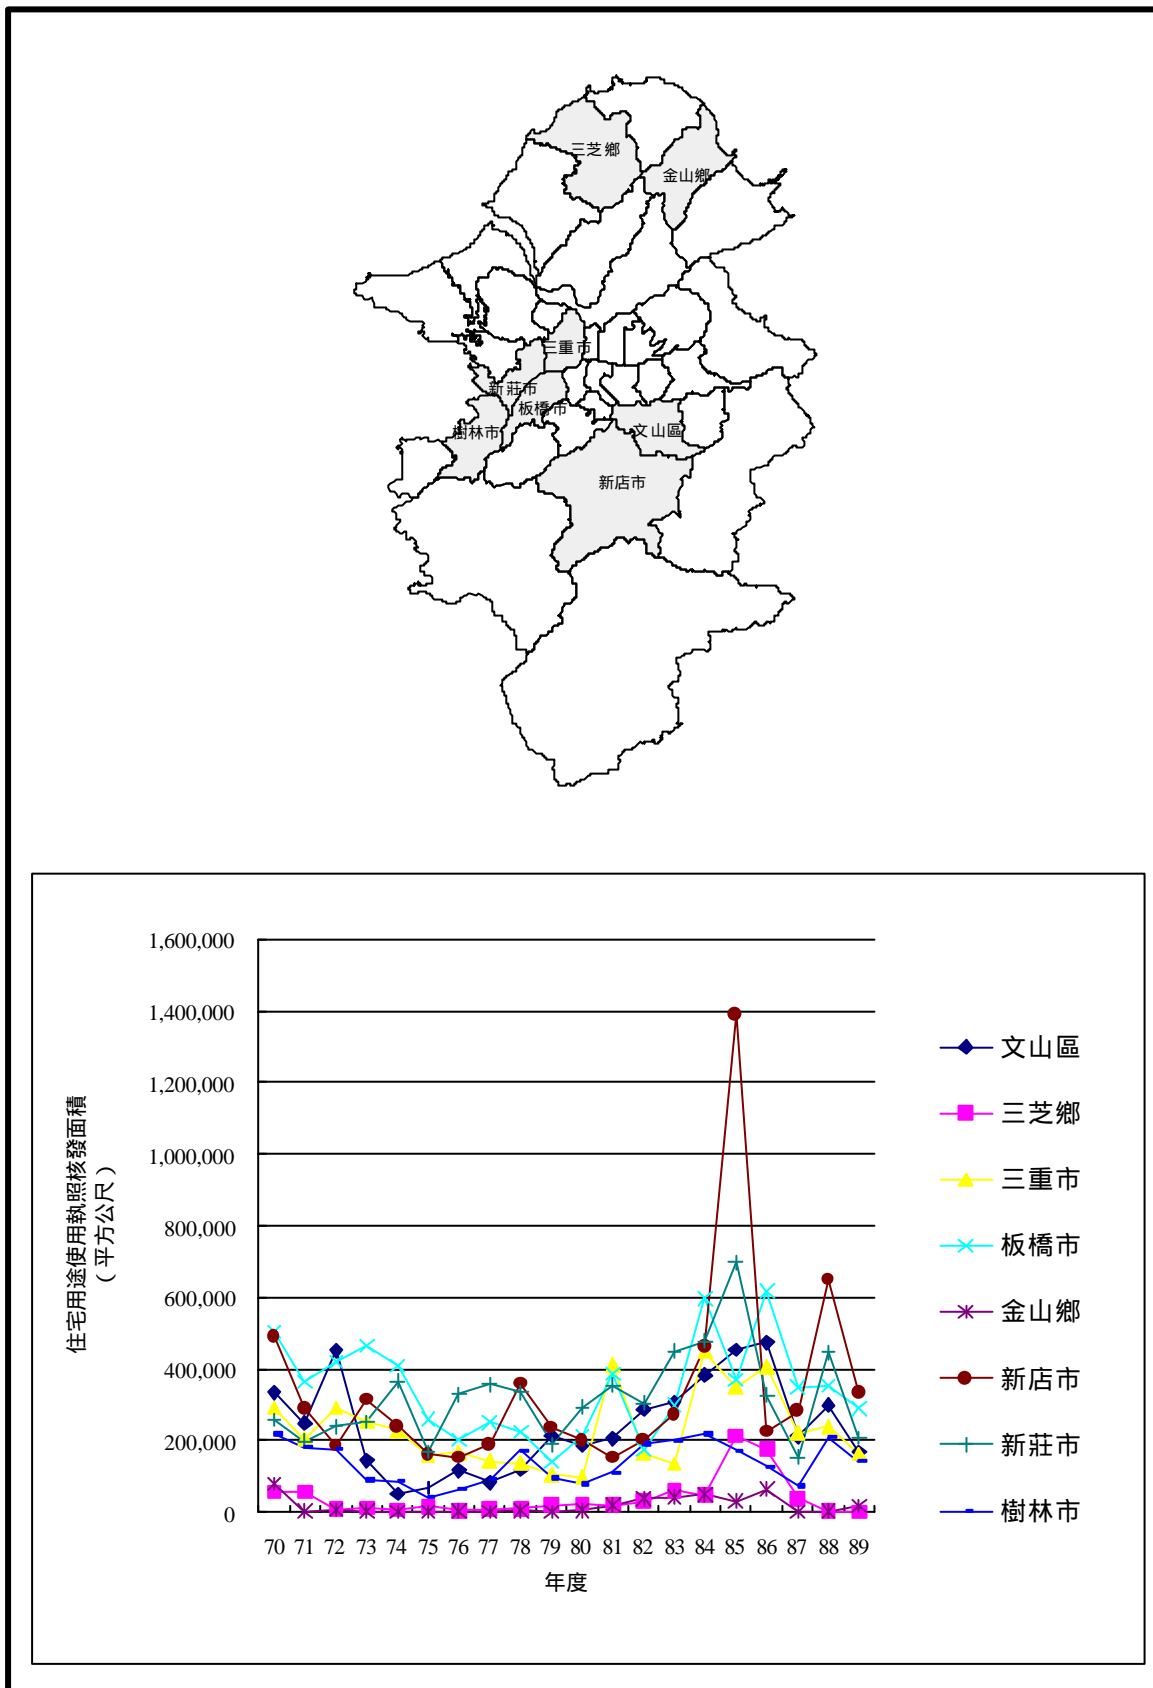 三芝鄉
金山鄉
三重市
新莊市
板橋市
樹林市
文山區
新店市
住宅用途使用執照核發面積
（平方公尺）
1,600,000
1,400,000
1,200,000
1,000,000
800,000
600,000
400,000
200,000
0
70 71 72 73 74 75 76 77 78 79 80 81 82 83 84 85 86 87 88 89
年度
文山區
三芝鄉
三重市
板橋市
金山鄉
新店市
新莊市
樹林市